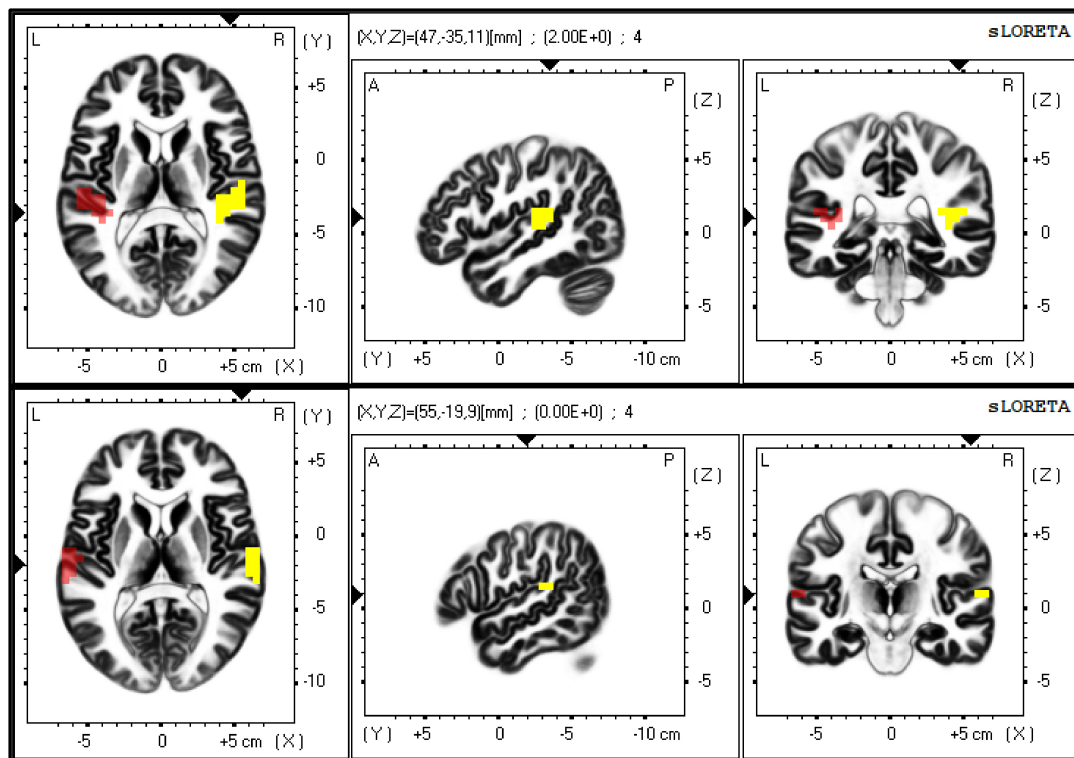 L R (Y)
+5
0
-5
-10
-5 0 +5 cm (X)
(X,Y,Z)=(47,-35,11)[mm] ; (2.00E+0) ; 4
sLORETA
A P (Z)
+5
0
-5
(Y) +5 0 -5 -10 cm
L R (Z)
+5
0
-5
-5 0 +5 cm (X)
L R (Y)
+5
0
-5
-10
-5 0 +5 cm (X)
(X,Y,Z)=(55,-19,9)[mm] ; (0.00E+0) ; 4
sLORETA
A P (Z)
+5
0
-5
(Y) +5 0 -5 -10 cm
L R (Z)
+5
0
-5
-5 0 +5 cm (X)